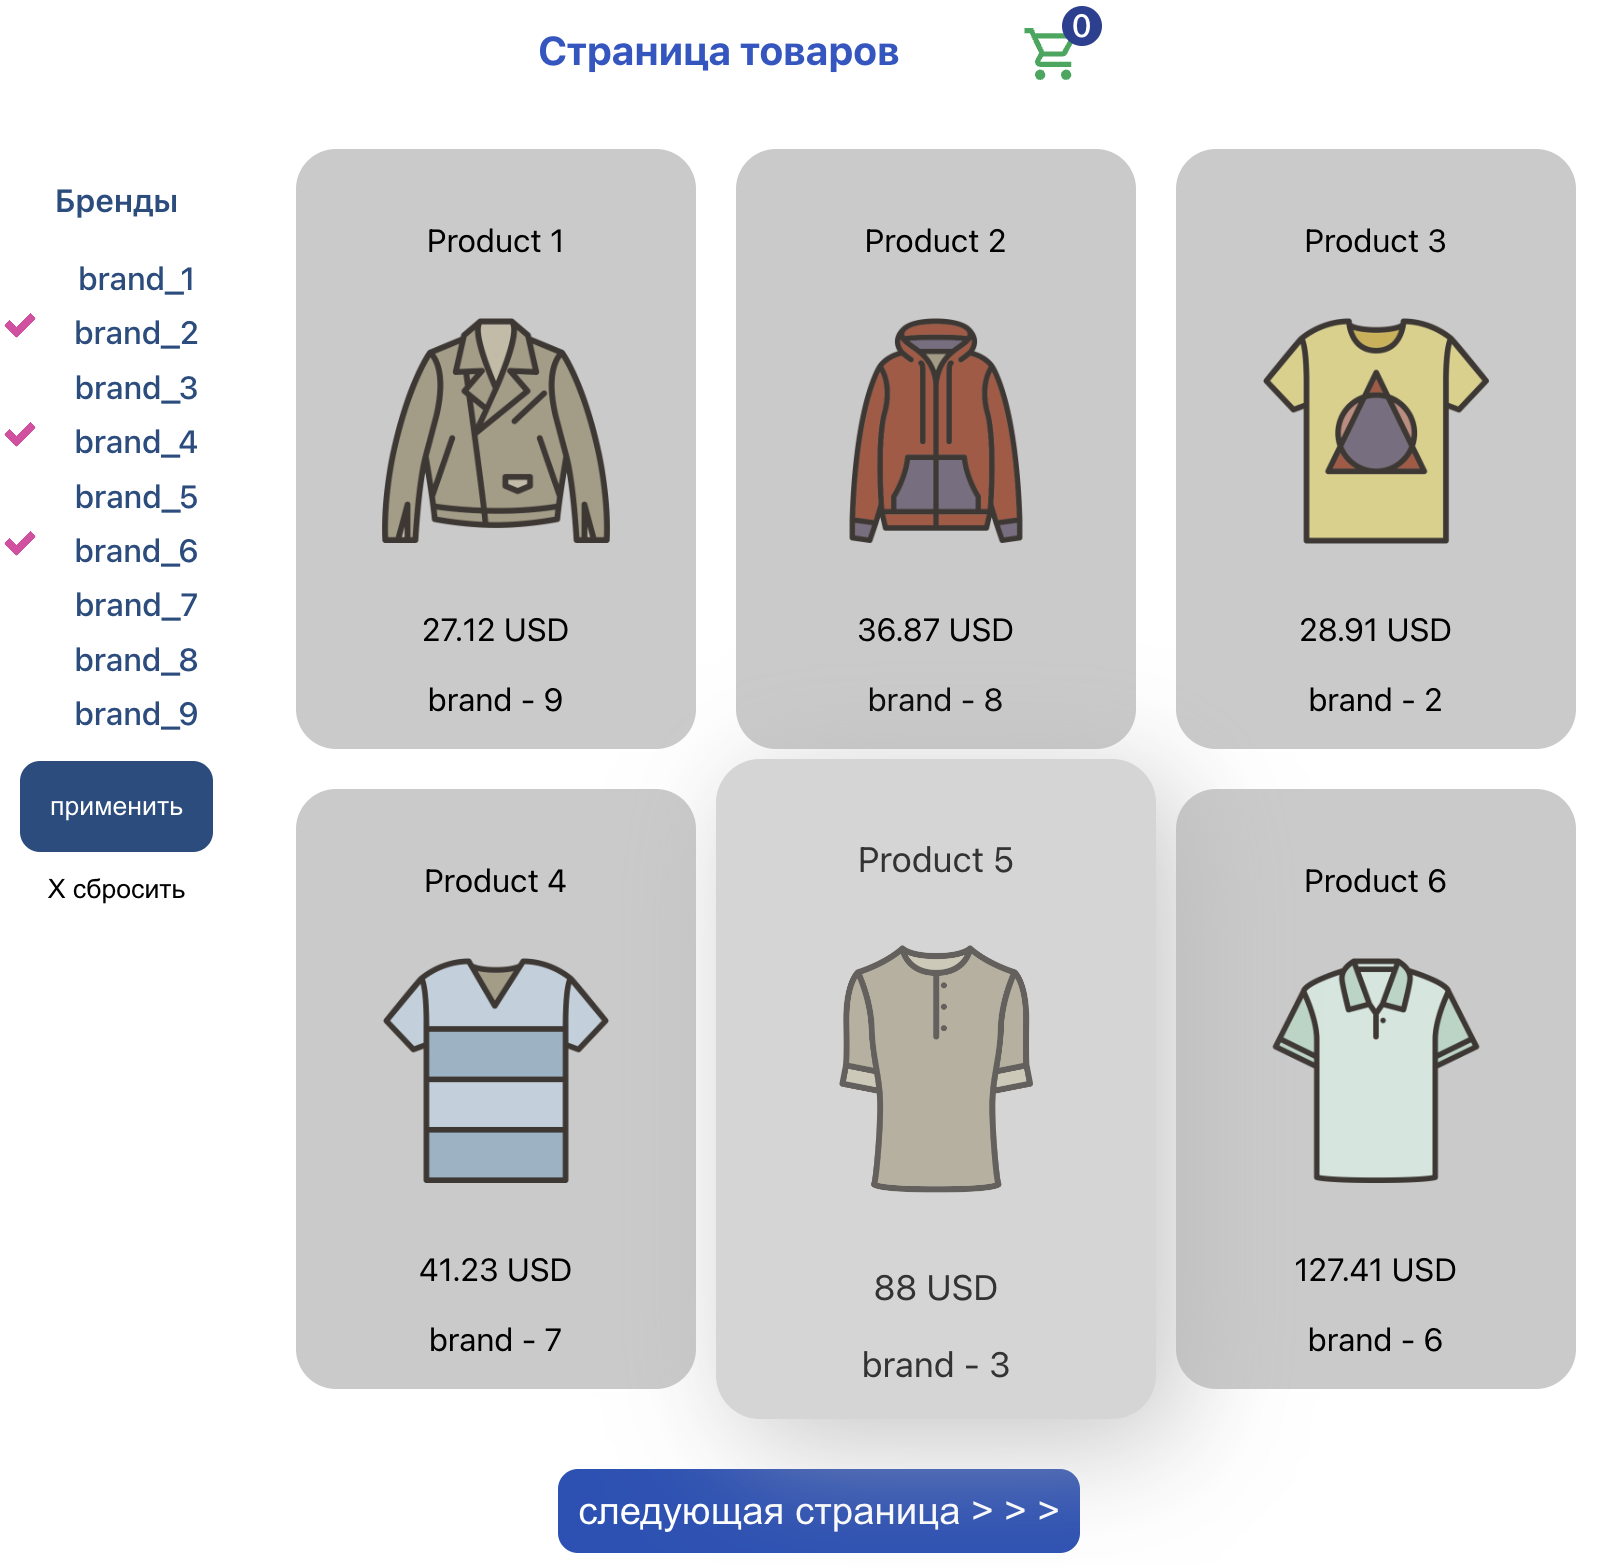 Страница товаров
0
Бренды
brand_1
brand_2
brand_3
brand_4
brand_5
brand_6
brand_7
brand_8
brand_9
применить
X сбросить
Product 1
27.12 USD
brand - 9
Product 2
36.87 USD
brand - 8
Product 3
28.91 USD
brand - 2
Product 4
41.23 USD
brand - 7
Product 5
88 USD
brand - 3
Product 6
127.41 USD
brand - 6
следующая страница > > >